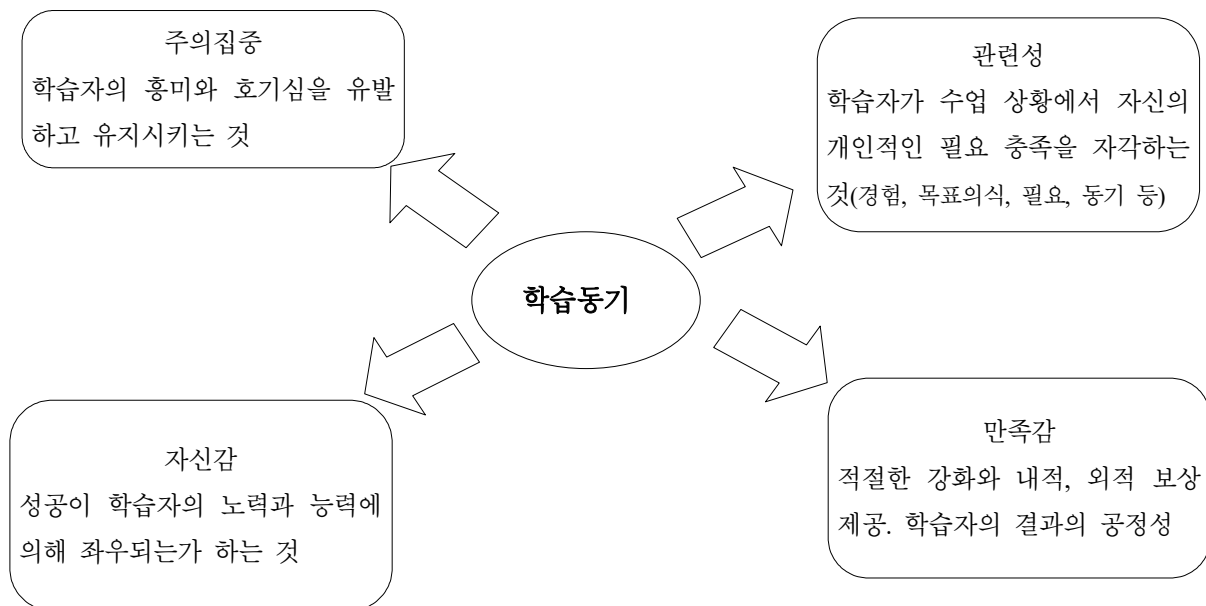 주의집중
학습자의 흥미와 호기심을 유발
하고 유지시키는 것
관련성
학습자가 수업 상황에서 자신의
개인적인 필요 충족을 자각하는
것(경험, 목표의식, 필요, 동기 등)
학습동기
자신감
성공이 학습자의 노력과 능력에
의해 좌우되는가 하는 것
만족감
적절한 강화와 내적, 외적 보상
제공. 학습자의 결과의 공정성